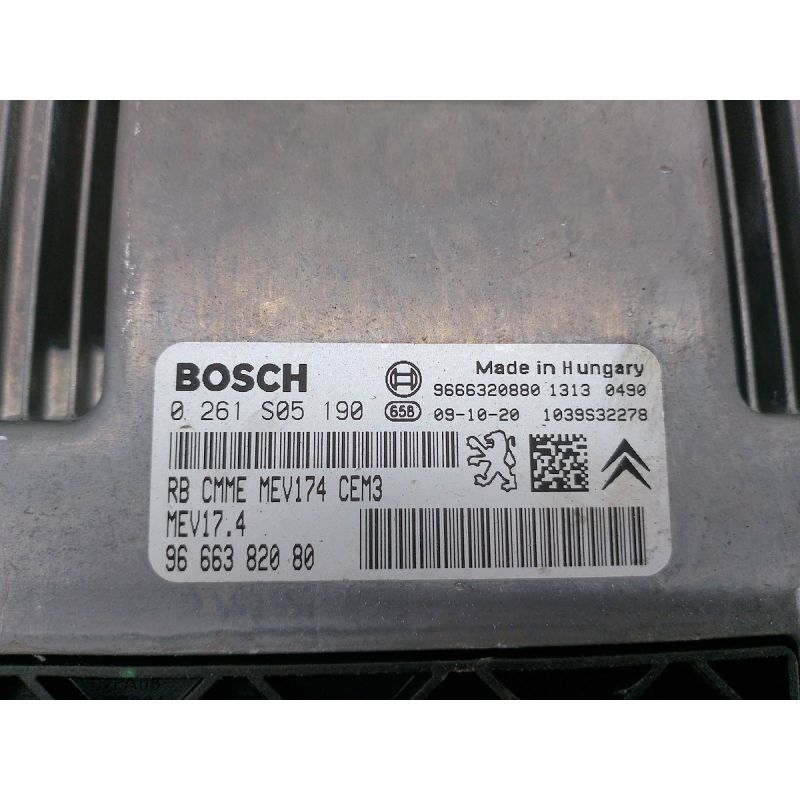 BOSCH
Made in Hungary
9666320880 1313 0490
0 261 S05 190
658
09-10-20 1039S32278
RB CMME MEV174 CEM3
MEV17.4
96 663 820 80